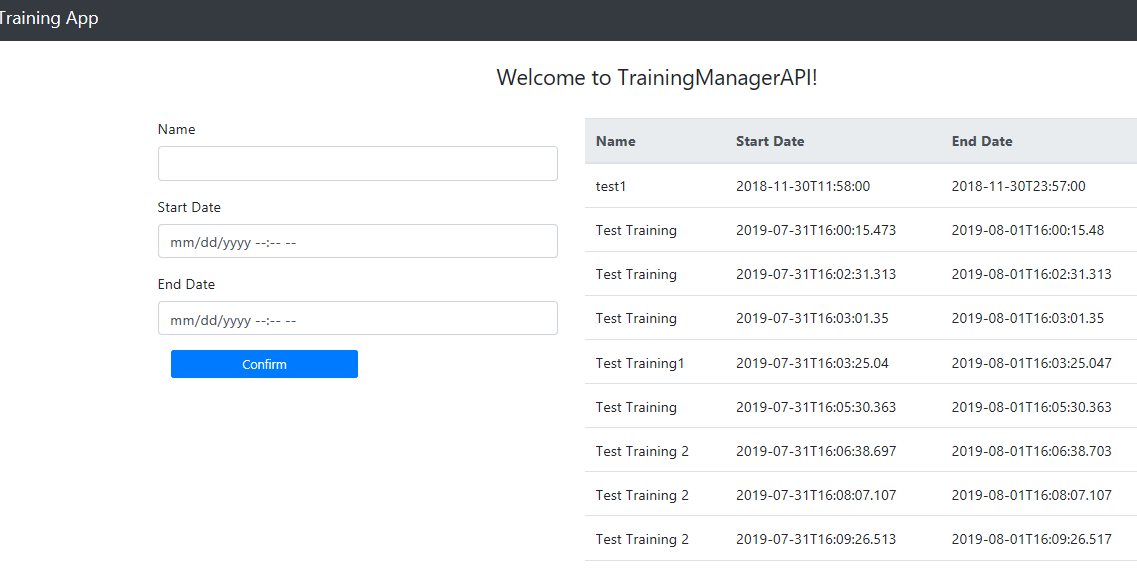 Training App
Welcome to TrainingManagerAPI!
Name
Start Date
mm/dd/yyyy --:-- --
End Date
mm/dd/yyyy --:-- --
Confirm
Name Start Date End Date
test1 2018-11-30T11:58:00 2018-11-30T23:57:00
Test Training 2019-07-31T16:00:15.473 2019-08-01T16:00:15.48
Test Training 2019-07-31T16:02:31.313 2019-08-01T16:02:31.313
Test Training 2019-07-31T16:03:01.35 2019-08-01T16:03:01.35
Test Training1 2019-07-31T16:03:25.04 2019-08-01T16:03:25.047
Test Training 2019-07-31T16:05:30.363 2019-08-01T16:05:30.363
Test Training 2 2019-07-31T16:06:38.697 2019-08-01T16:06:38.703
Test Training 2 2019-07-31T16:08:07.107 2019-08-01T16:08:07.107
Test Training 2 2019-07-31T16:09:26.513 2019-08-01T16:09:26.517